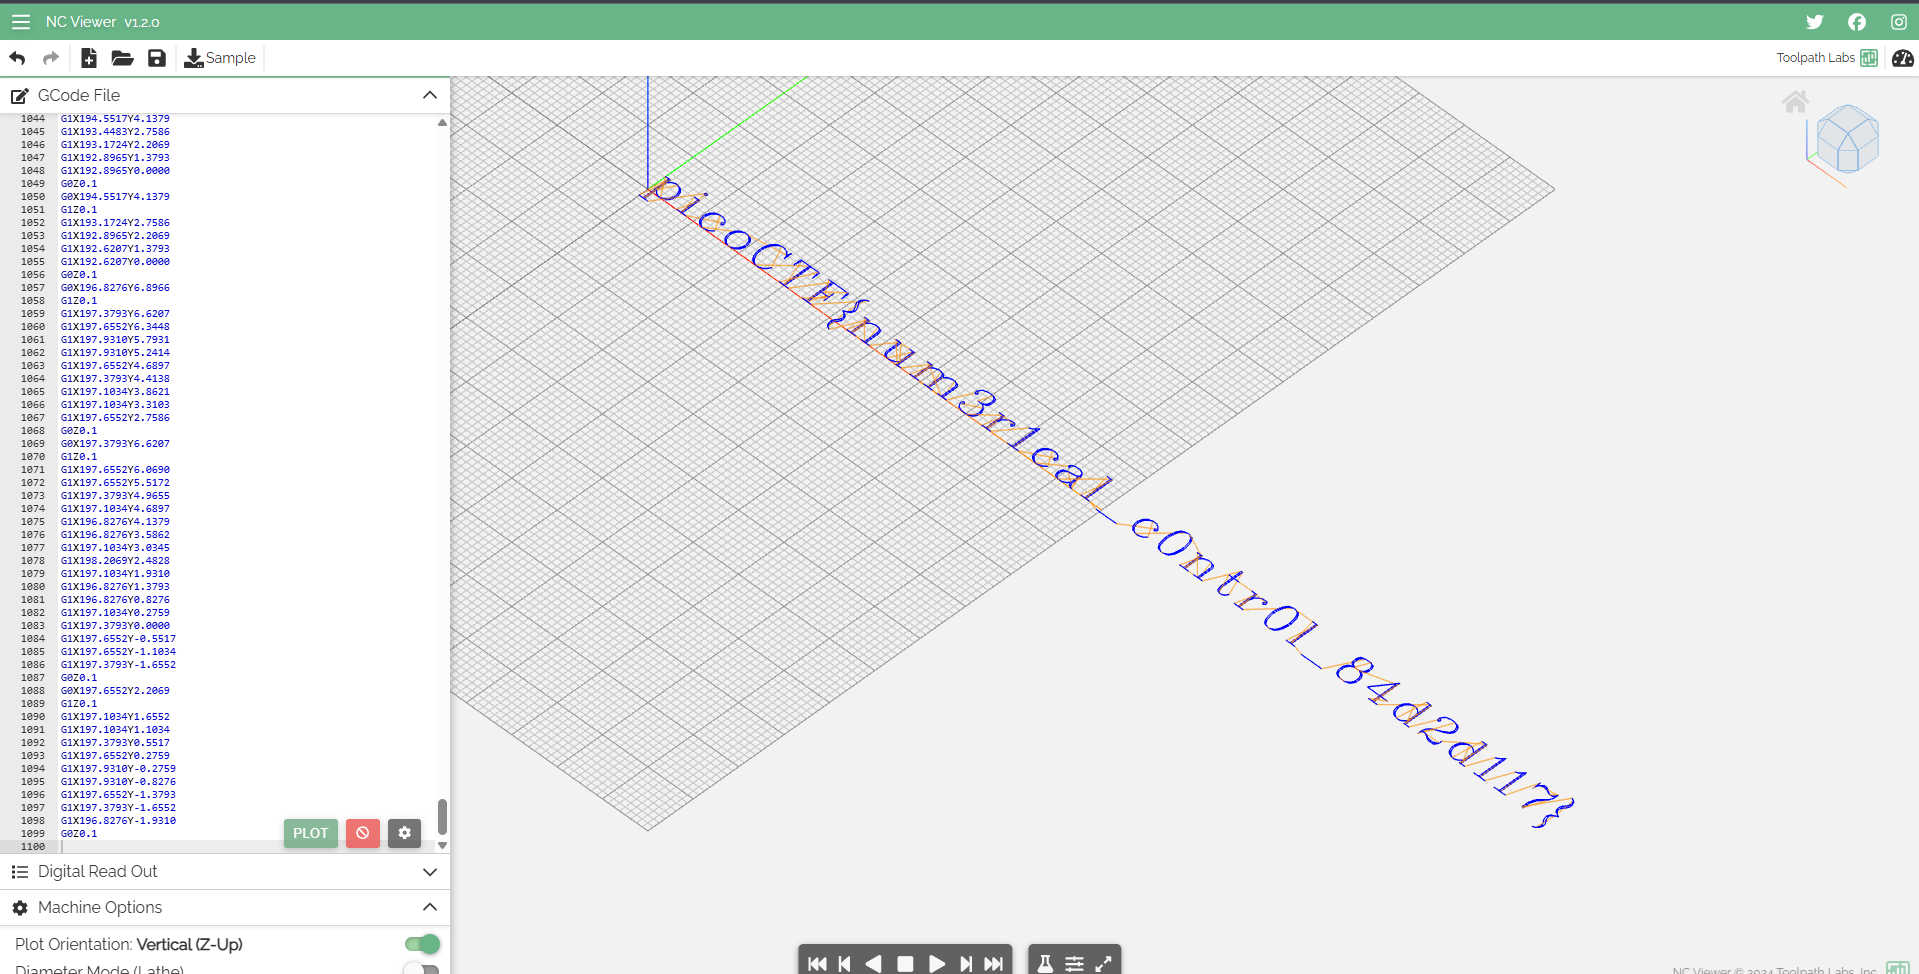 NC Viewer v1.2.0
Sample
Toolpath Labs
GCode File
1044 G1X194.5517Y4.1379
1045 G1X193.4483Y2.7586
1046 G1X193.1724Y2.2069
1047 G1X192.8965Y1.3793
1048 G1X192.8965Y0.0000
1049 G0Z0.1
1050 G0X194.5517Y4.1379
1051 G1Z0.1
1052 G1X193.1724Y2.7586
1053 G1X192.8965Y2.2069
1054 G1X192.6207Y1.3793
1055 G1X192.6207Y0.0000
1056 G0Z0.1
1057 G0X196.8276Y6.8966
1058 G1Z0.1
1059 G1X197.3793Y6.6207
1060 G1X197.6552Y6.3448
1061 G1X197.9310Y5.7931
1062 G1X197.9310Y5.2414
1063 G1X197.6552Y4.6897
1064 G1X197.3793Y4.4138
1065 G1X197.1034Y3.8621
1066 G1X197.1034Y3.3103
1067 G1X197.6552Y2.7586
1068 G0Z0.1
1069 G0X197.3793Y6.6207
1070 G1Z0.1
1071 G1X197.6552Y6.0690
1072 G1X197.6552Y5.5172
1073 G1X197.3793Y4.9655
1074 G1X197.1034Y4.6897
1075 G1X196.8276Y4.1379
1076 G1X196.8276Y3.5862
1077 G1X197.1034Y3.0345
1078 G1X198.2069Y2.4828
1079 G1X197.1034Y1.9310
1080 G1X196.8276Y1.3793
1081 G1X196.8276Y0.8276
1082 G1X197.1034Y0.2759
1083 G1X197.3793Y0.0000
1084 G1X197.6552Y-0.5517
1085 G1X197.6552Y-1.1034
1086 G1X197.3793Y-1.6552
1087 G0Z0.1
1088 G0X197.6552Y2.2069
1089 G1Z0.1
1090 G1X197.1034Y1.6552
1091 G1X197.1034Y1.1034
1092 G1X197.3793Y0.5517
1093 G1X197.6552Y0.2759
1094 G1X197.9310Y-0.2759
1095 G1X197.9310Y-0.8276
1096 G1X197.6552Y-1.3793
1097 G1X197.3793Y-1.6552
1098 G1X196.8276Y-1.9310
1099 G0Z0.1
1100
PLOT
Digital Read Out
Machine Options
Plot Orientation: Vertical (Z-Up)
Diameter Mode (Lathe)
picoCTF{num3r1cal_c0ntr0l_84d2d117}
NC Viewer © 2024 Toolpath Labs, Inc.